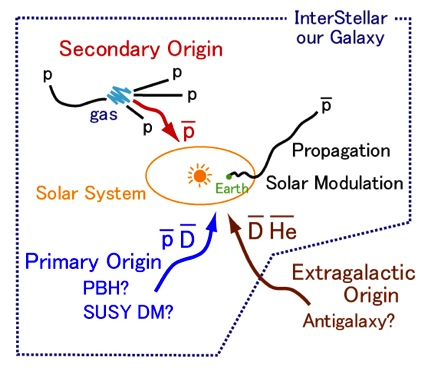 InterStellar
our Galaxy
Secondary Origin
p
p
p
p
gas
p̅
p̅
Propagation
Solar Modulation
Solar System
Earth
p̅ D̅
D̅ H̅e̅
Primary Origin
PBH?
SUSY DM?
Extragalactic
Origin
Antigalaxy?